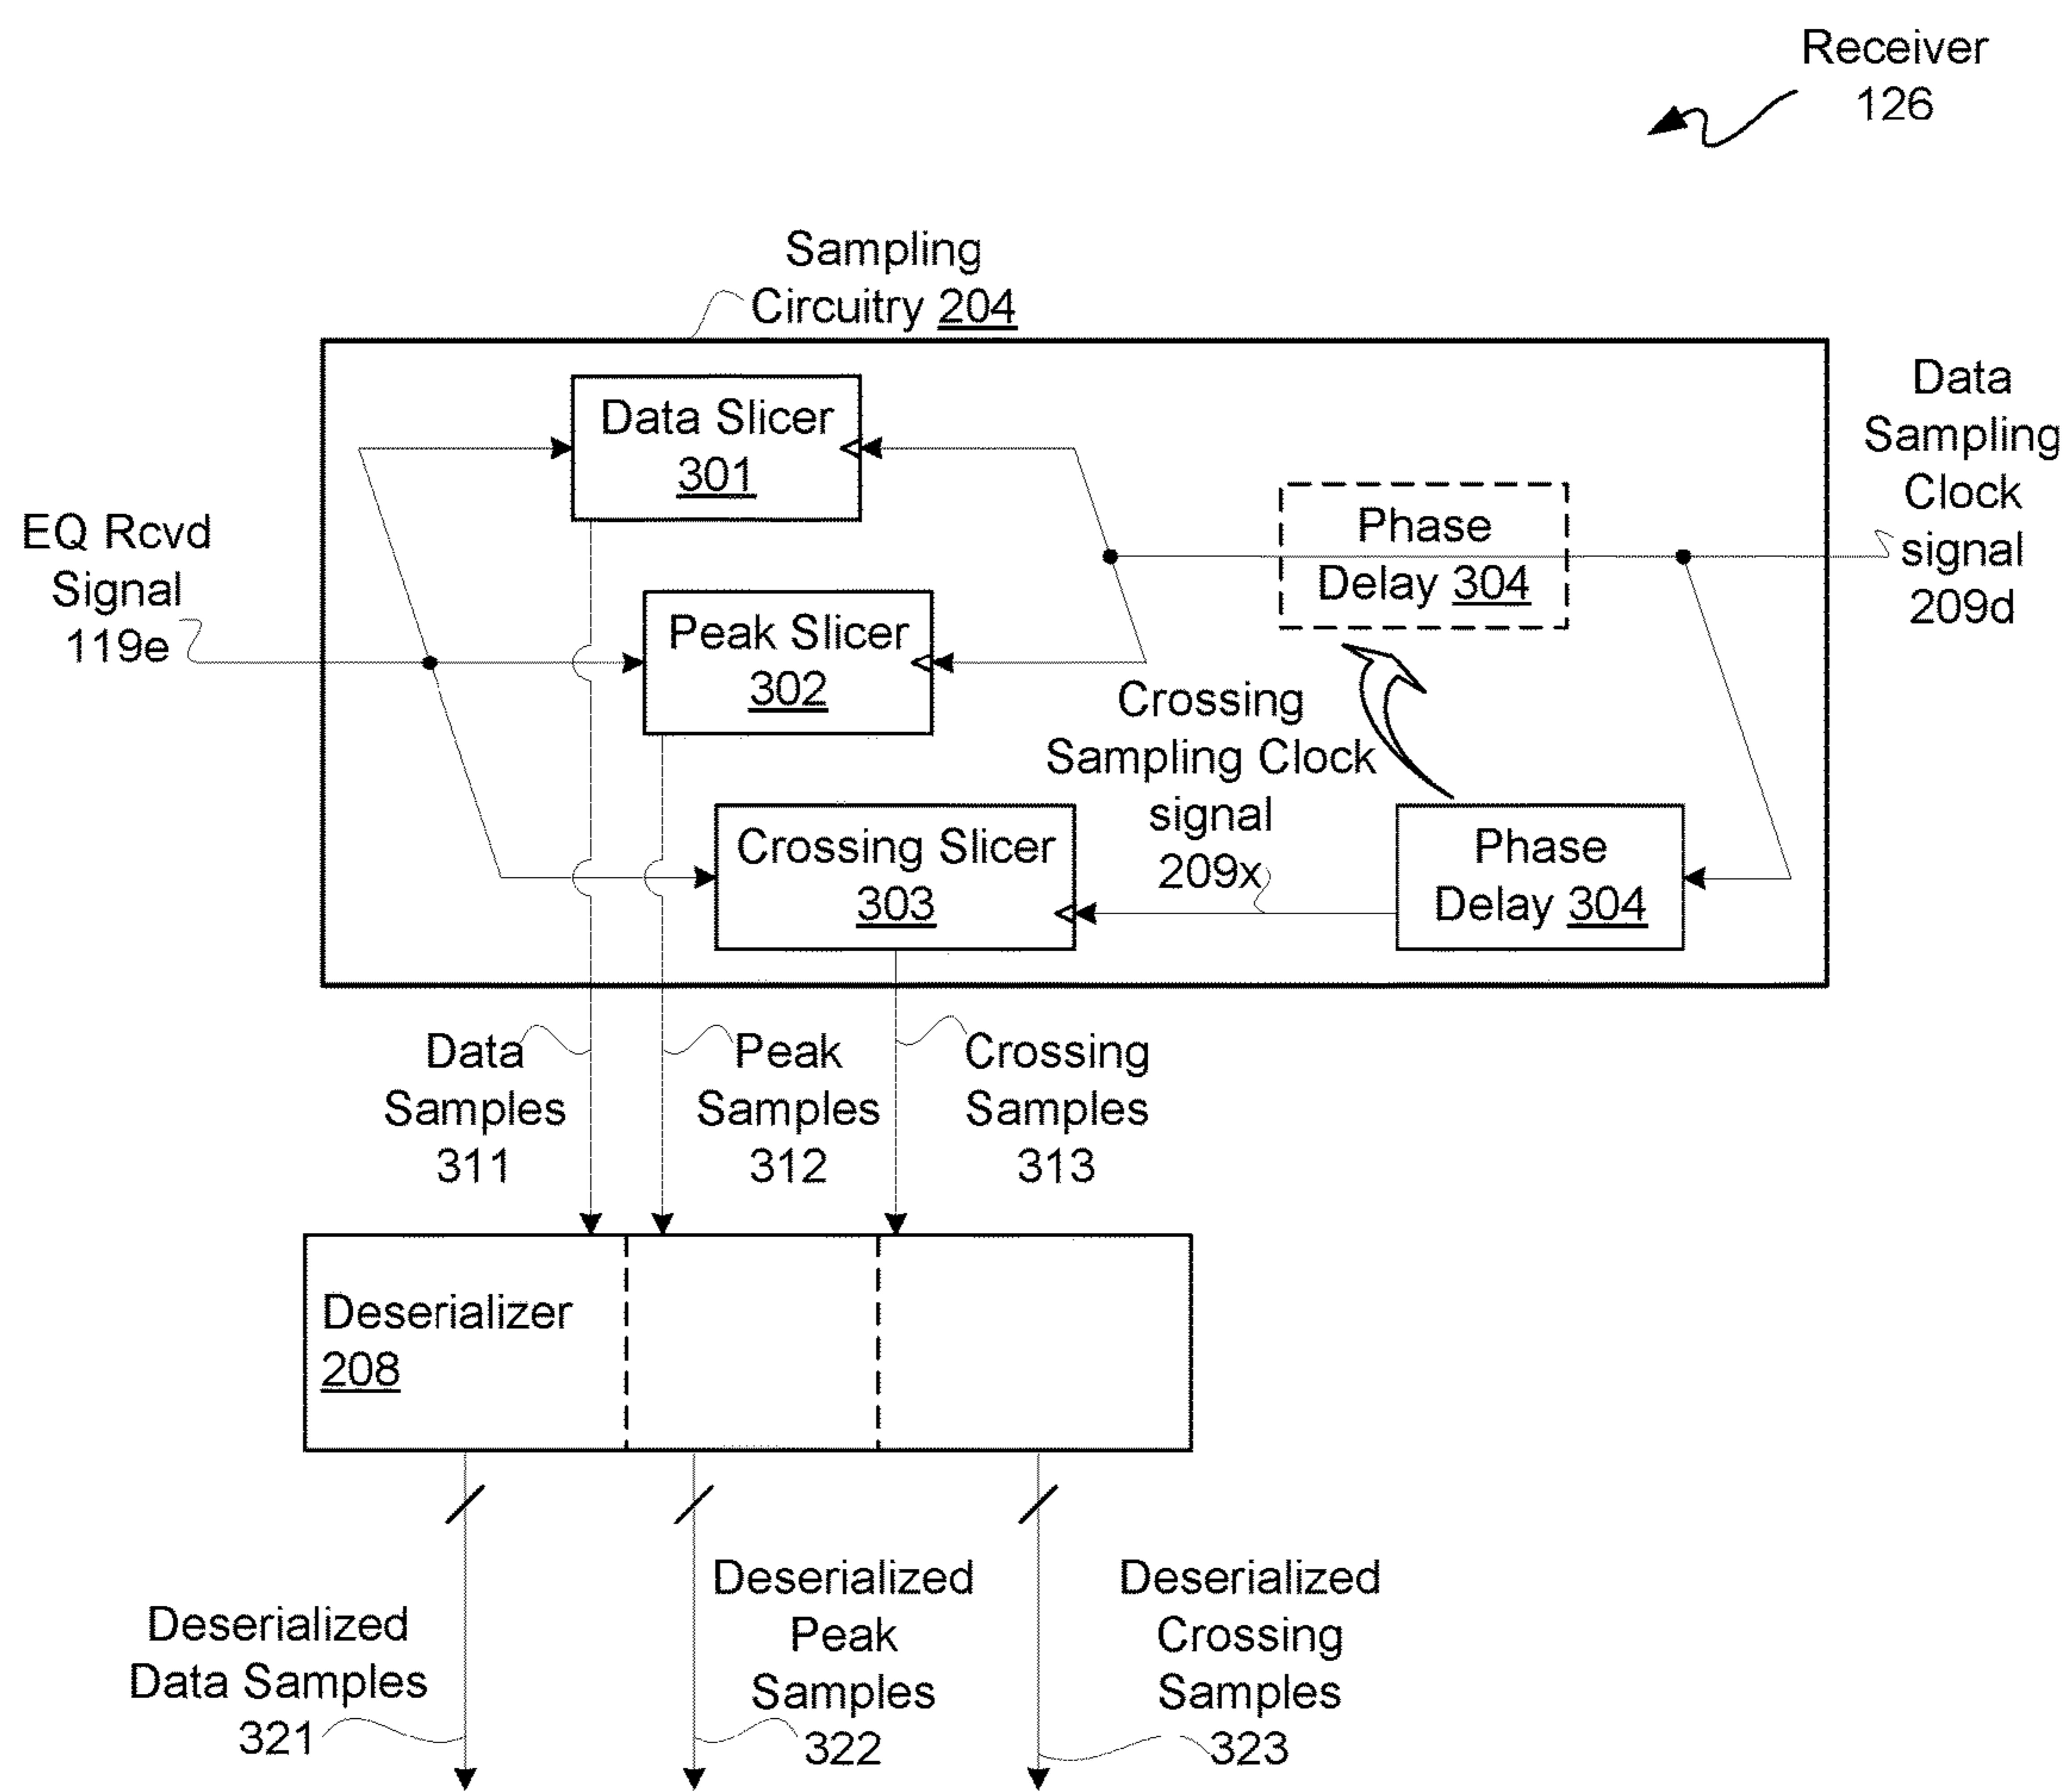 Receiver
126
Sampling
Circuitry 204
Data
Sampling
Clock
signal
209d
EQ Rcvd
Signal
119e
Data Slicer
301
Phase
Delay 304
Peak Slicer
302
Crossing
Sampling Clock
signal
209x
Crossing Slicer
303
Phase
Delay 304
Data
Samples
311
Peak
Samples
312
Crossing
Samples
313
Deserializer
208
Deserialized
Data Samples
321
Deserialized
Peak
Samples
322
Deserialized
Crossing
Samples
323